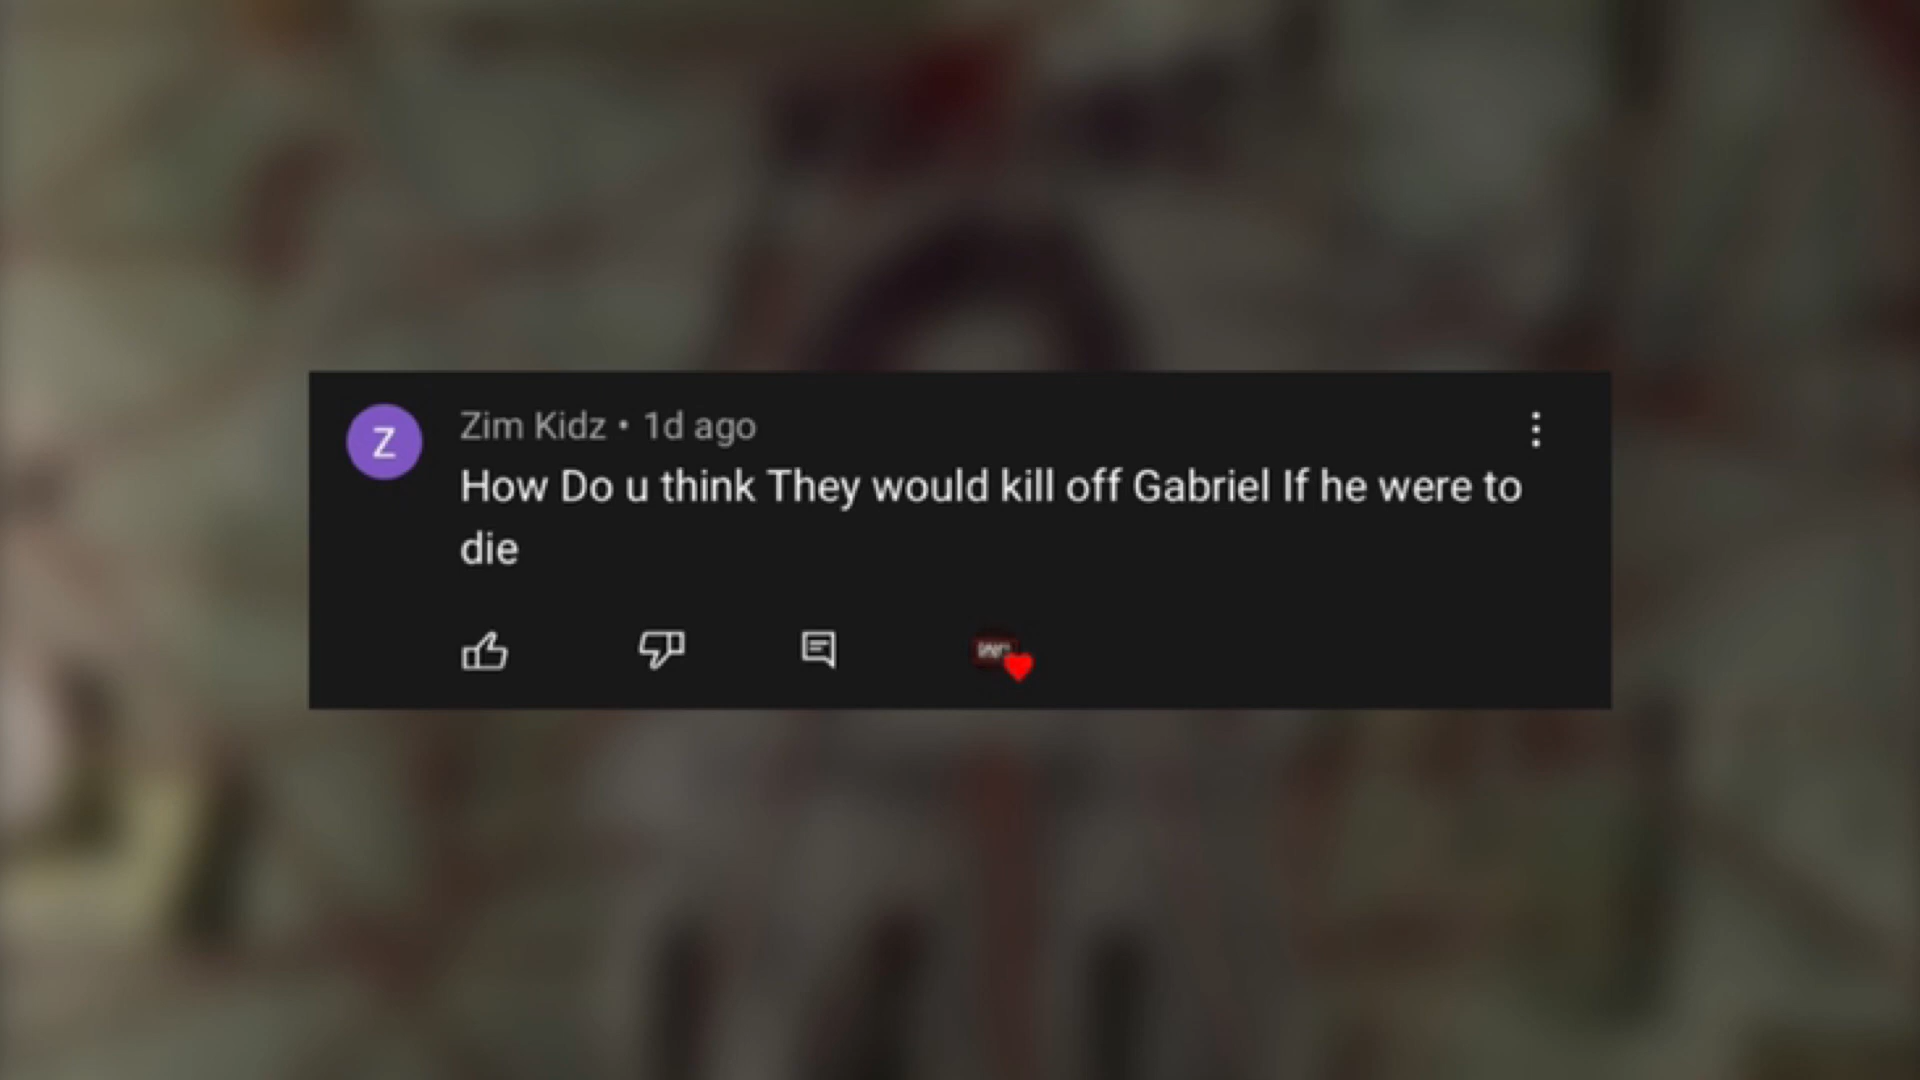 Z
Zim Kidz • 1d ago
How Do u think They would kill off Gabriel If he were to
die